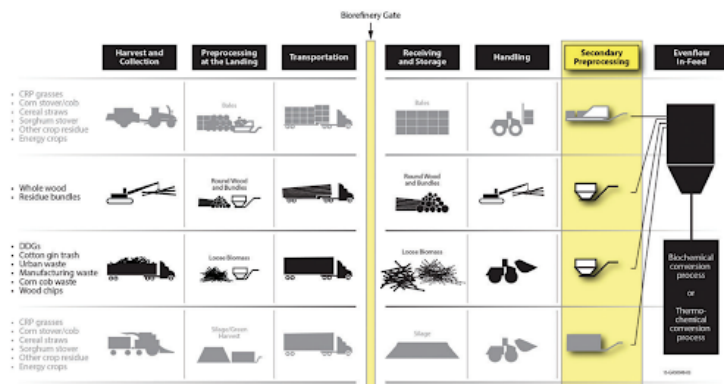 Biorefinery Gate
Harvest and
Collection
Preprocessing
at the Landing
Transportation
Receiving
and Storage
Handling
Secondary
Preprocessing
Evenflow
In-Feed
• CRP grasses
• Corn stover/cob
• Cereal straws
• Sorghum stover
• Other crop residue
• Energy crops
Bales
Bales
• Whole wood
• Residue bundles
Round Wood
and Bundles
Round Wood
and Bundles
• DDGs
• Cotton gin trash
• Urban waste
• Manufacturing waste
• Corn cob waste
• Wood chips
Loose Biomass
Loose Biomass
Biochemical
conversion
process
or
Thermo-
chemical
conversion
process
• CRP grasses
• Corn stover/cob
• Cereal straws
• Sorghum stover
• Other crop residue
• Energy crops
Silage/Green
Harvested
Silage